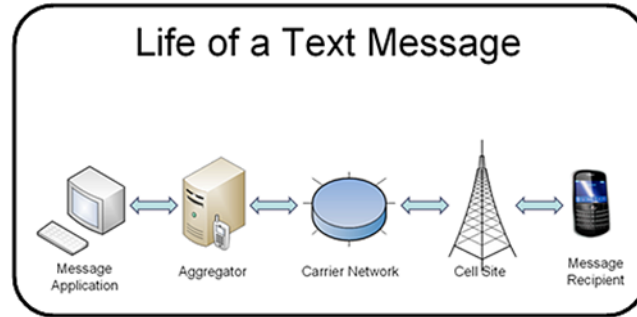 Life of a Text Message
Message
Application
Aggregator
Carrier Network
Cell Site
Message
Recipient